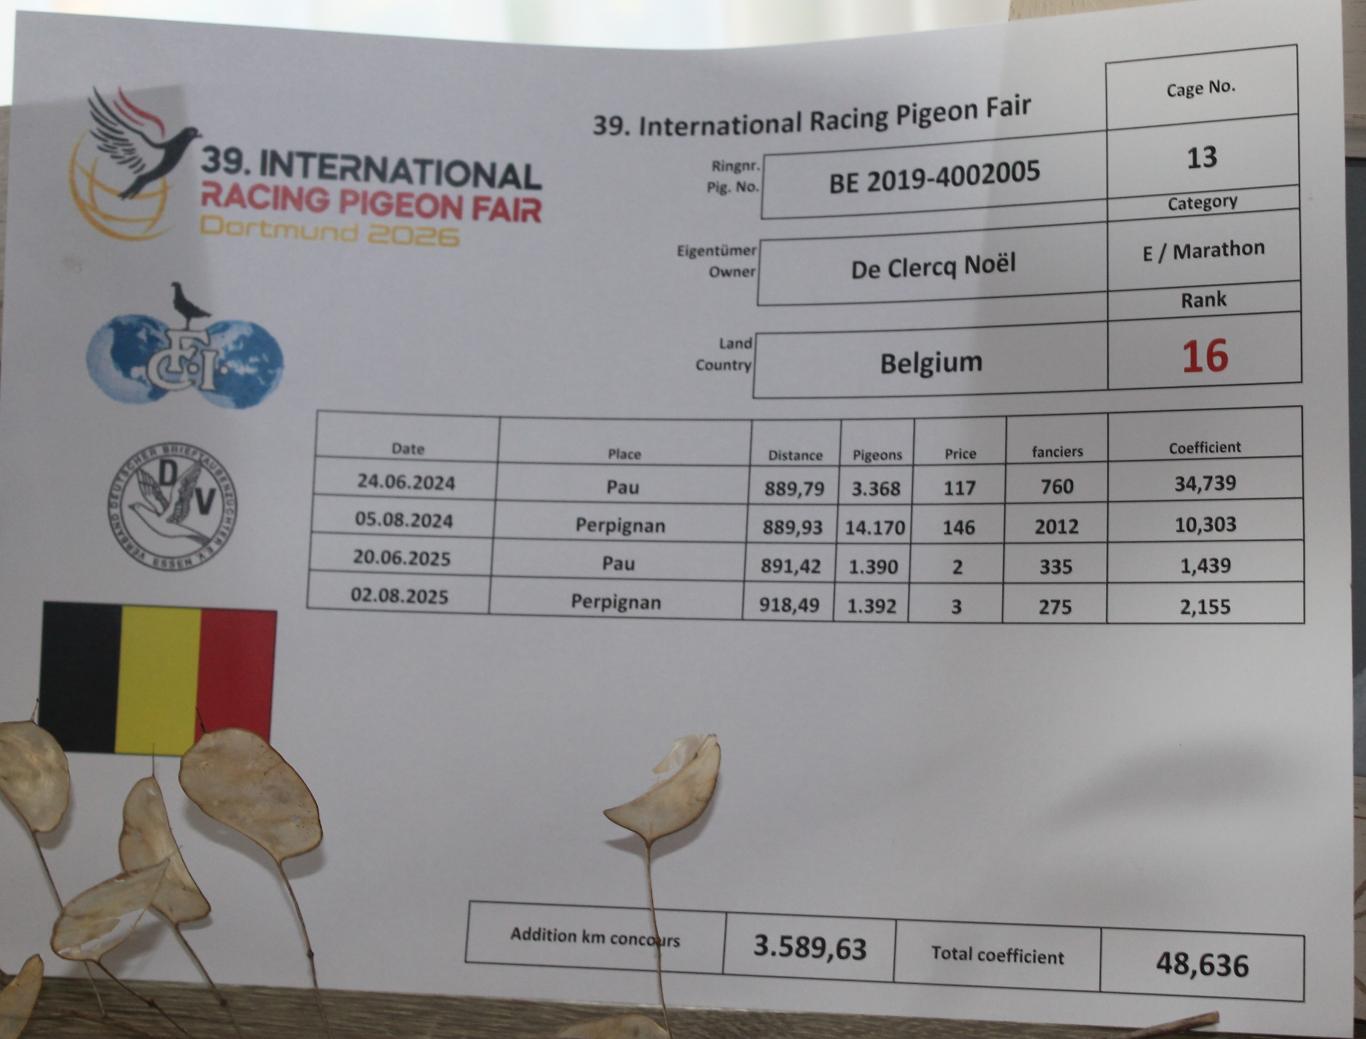 39. INTERNATIONAL
RACING PIGEON FAIR
Dortmund 2026
39. International Racing Pigeon Fair
Cage No.
13
Ringnr.
Pig. No.
BE 2019-4002005
Category
E / Marathon
Eigentümer
Owner
De Clercq Noël
Rank
16
Land
Country
Belgium
F.C.I.
VERBAND DEUTSCHER BRIEFTAUBENZÜCHTER E.V. ESSEN
DV
Date Place Distance Pigeons Price fanciers Coefficient
24.06.2024 Pau 889,79 3.368 117 760 34,739
05.08.2024 Perpignan 889,93 14.170 146 2012 10,303
20.06.2025 Pau 891,42 1.390 2 335 1,439
02.08.2025 Perpignan 918,49 1.392 3 275 2,155
Addition km concours 3.589,63 Total coefficient 48,636